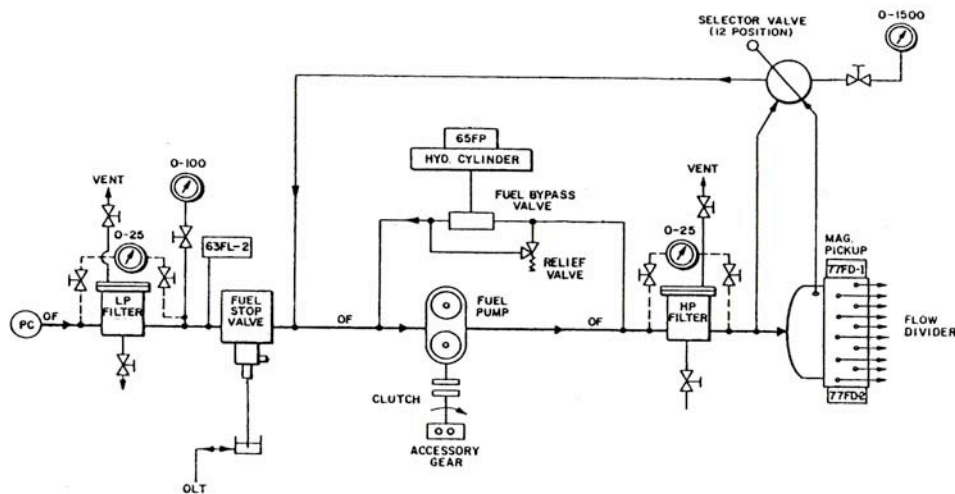 SELECTOR VALVE
(12 POSITION)
0-1500
65FP
HYD. CYLINDER
0-100
VENT
FUEL BYPASS
VALVE
VENT
0-25
0-25
63FL-2
RELIEF
VALVE
MAG.
PICKUP
77FD-1
LP
FILTER
FUEL
STOP
VALVE
FUEL
PUMP
HP
FILTER
PC
OF
OF
OF
FLOW
DIVIDER
77FD-2
CLUTCH
ACCESSORY
GEAR
OLT